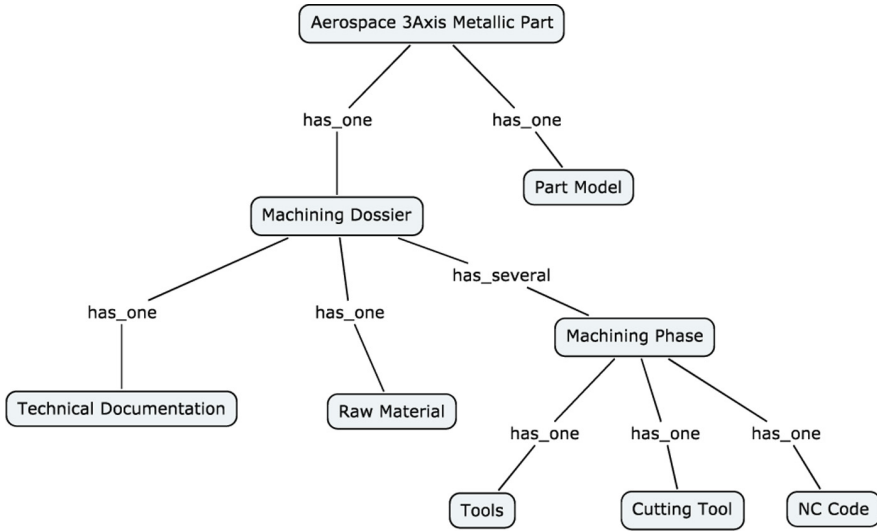 Aerospace 3Axis Metallic Part
has_one
has_one
Part Model
Machining Dossier
has_several
has_one
has_one
Machining Phase
Technical Documentation
Raw Material
has_one
has_one
has_one
Tools
Cutting Tool
NC Code